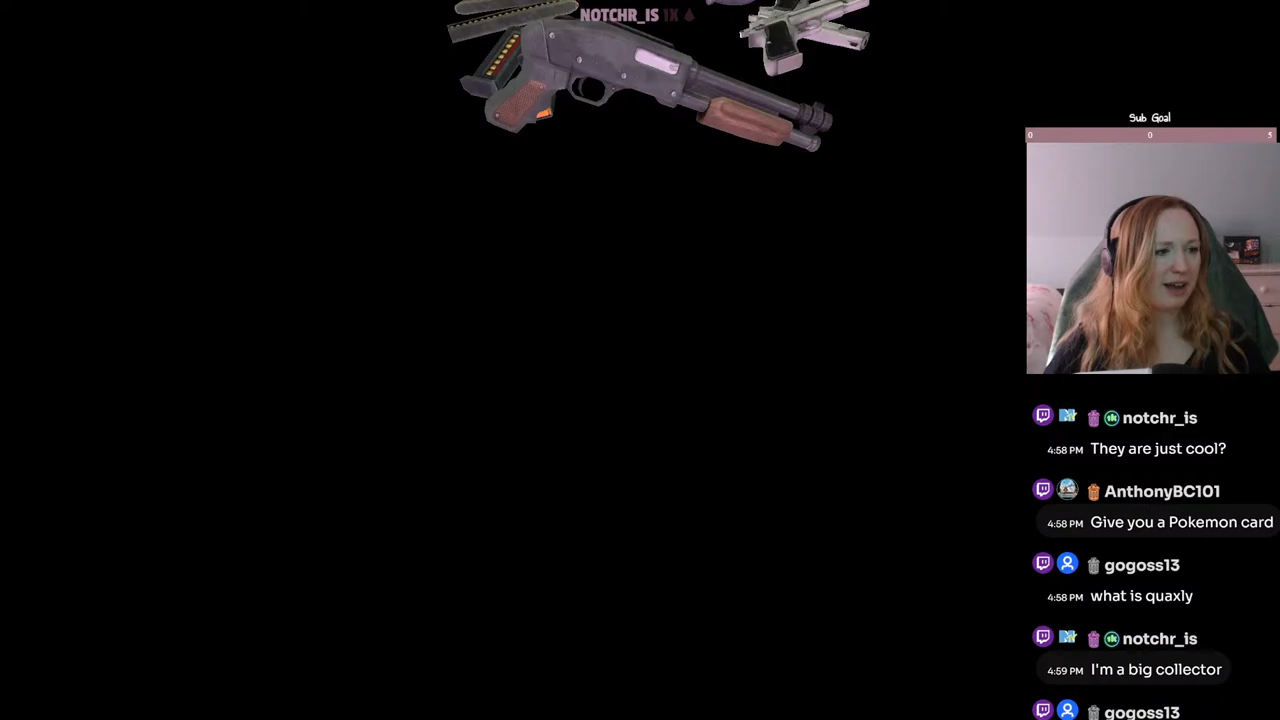 NOTCHR_IS 1X
Sub Goal
0 0 5
notchr_is
4:58 PM They are just cool?
AnthonyBC101
4:58 PM Give you a Pokemon card
gogoss13
4:58 PM what is quaxly
notchr_is
4:59 PM I'm a big collector
gogoss13